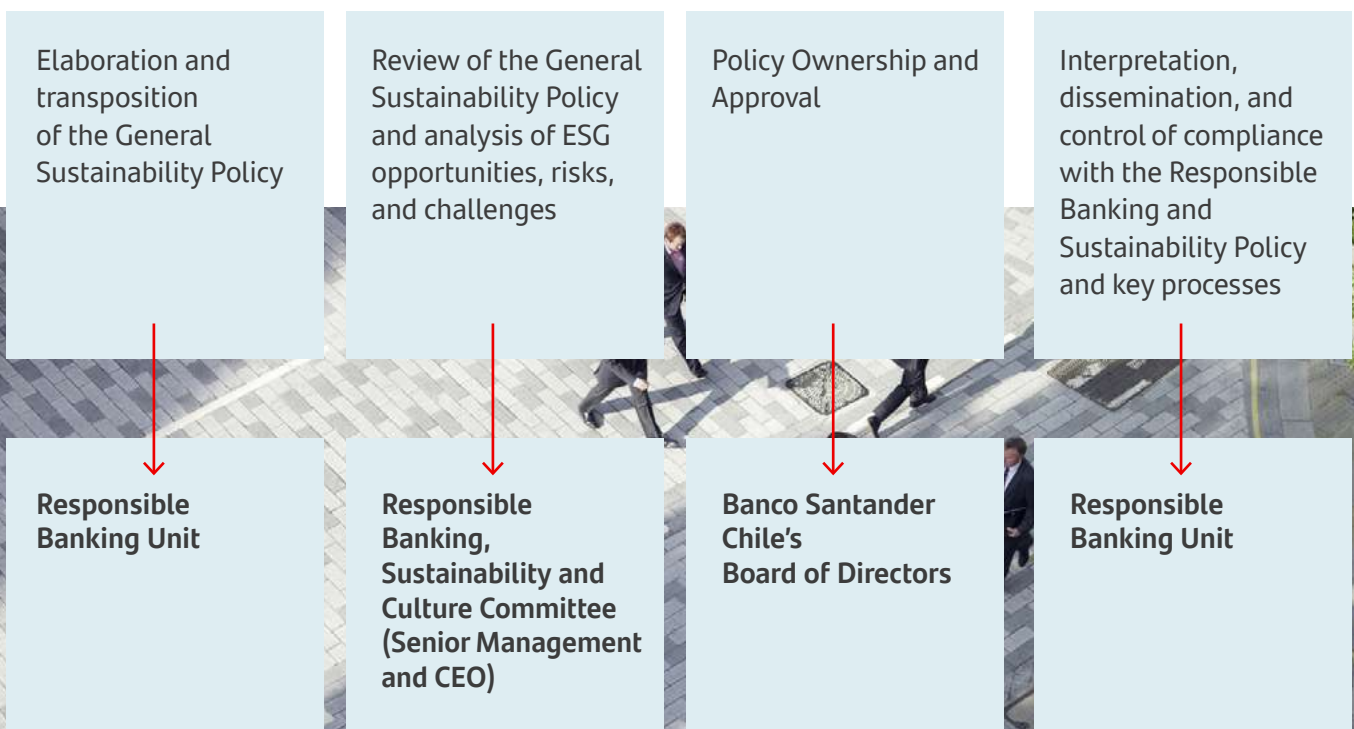 Elaboration and
transposition
of the General
Sustainability Policy
Review of the General
Sustainability Policy
and analysis of ESG
opportunities, risks,
and challenges
Policy Ownership and
Approval
Interpretation,
dissemination, and
control of compliance
with the Responsible
Banking and
Sustainability Policy
and key processes
Responsible
Banking Unit
Responsible
Banking,
Sustainability and
Culture Committee
(Senior Management
and CEO)
Banco Santander
Chile's
Board of Directors
Responsible
Banking Unit